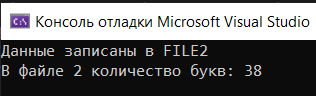 Консоль отладки Microsoft Visual Studio
Данные записаны в FILE2
В файле 2 количество букв: 38